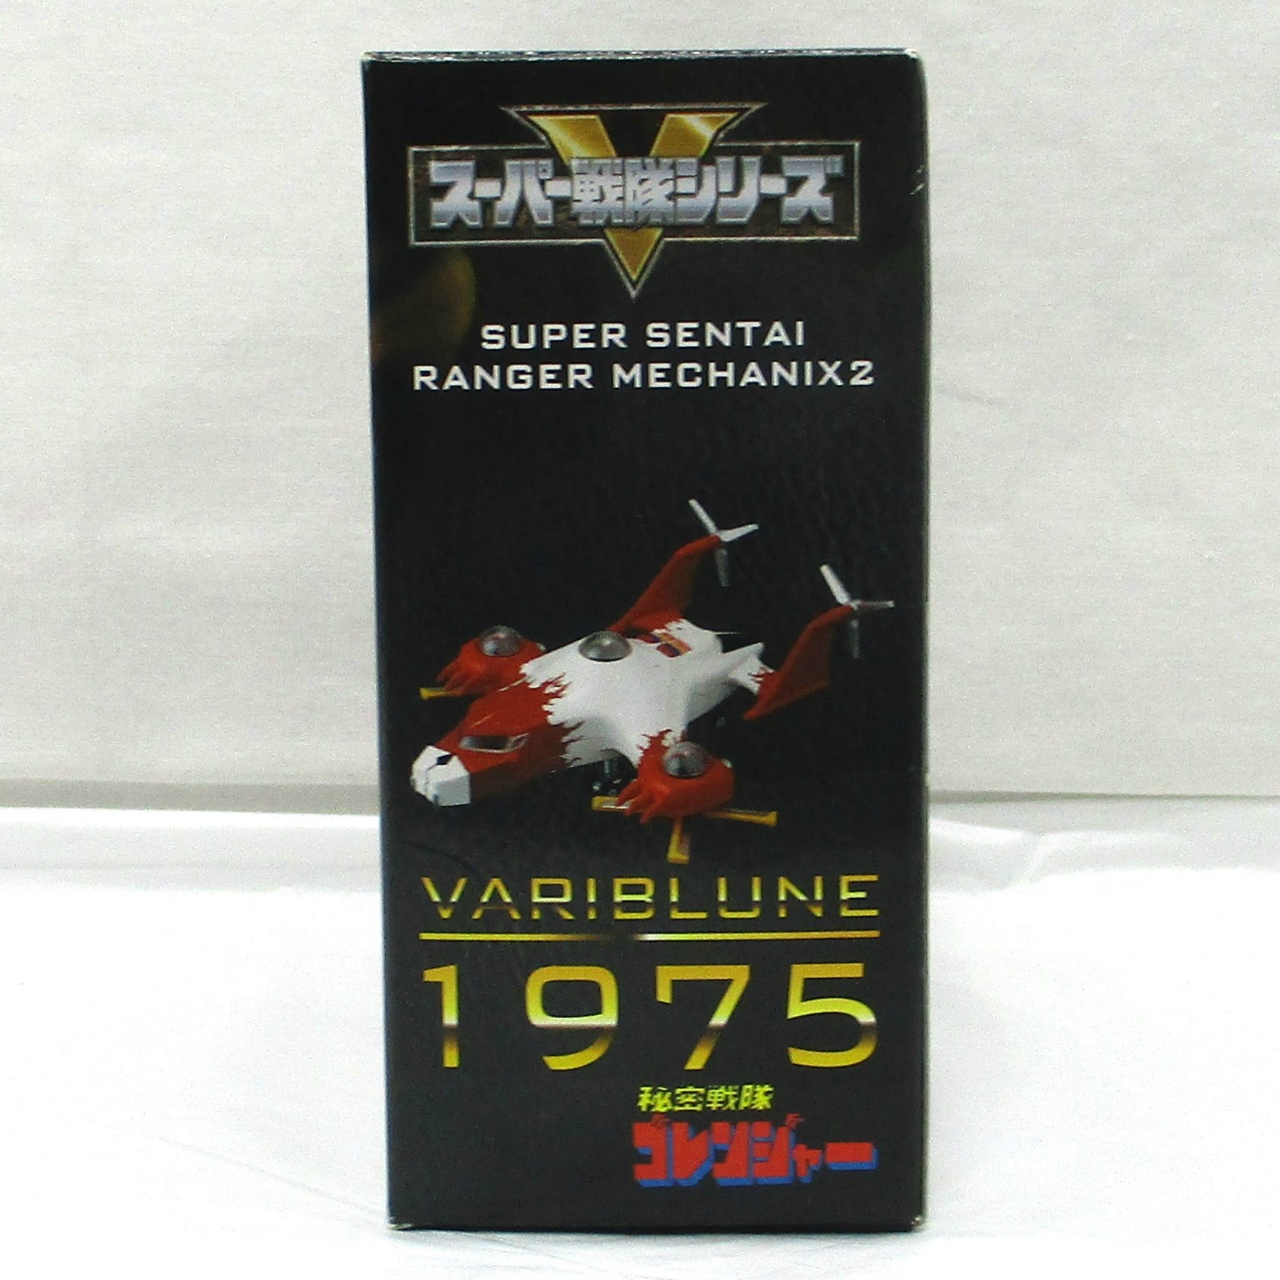 スーパー戦隊シリーズ
SUPER SENTAI
RANGER MECHANIX2
VARIBLUNE
1975
秘密戦隊
ゴレンジャー